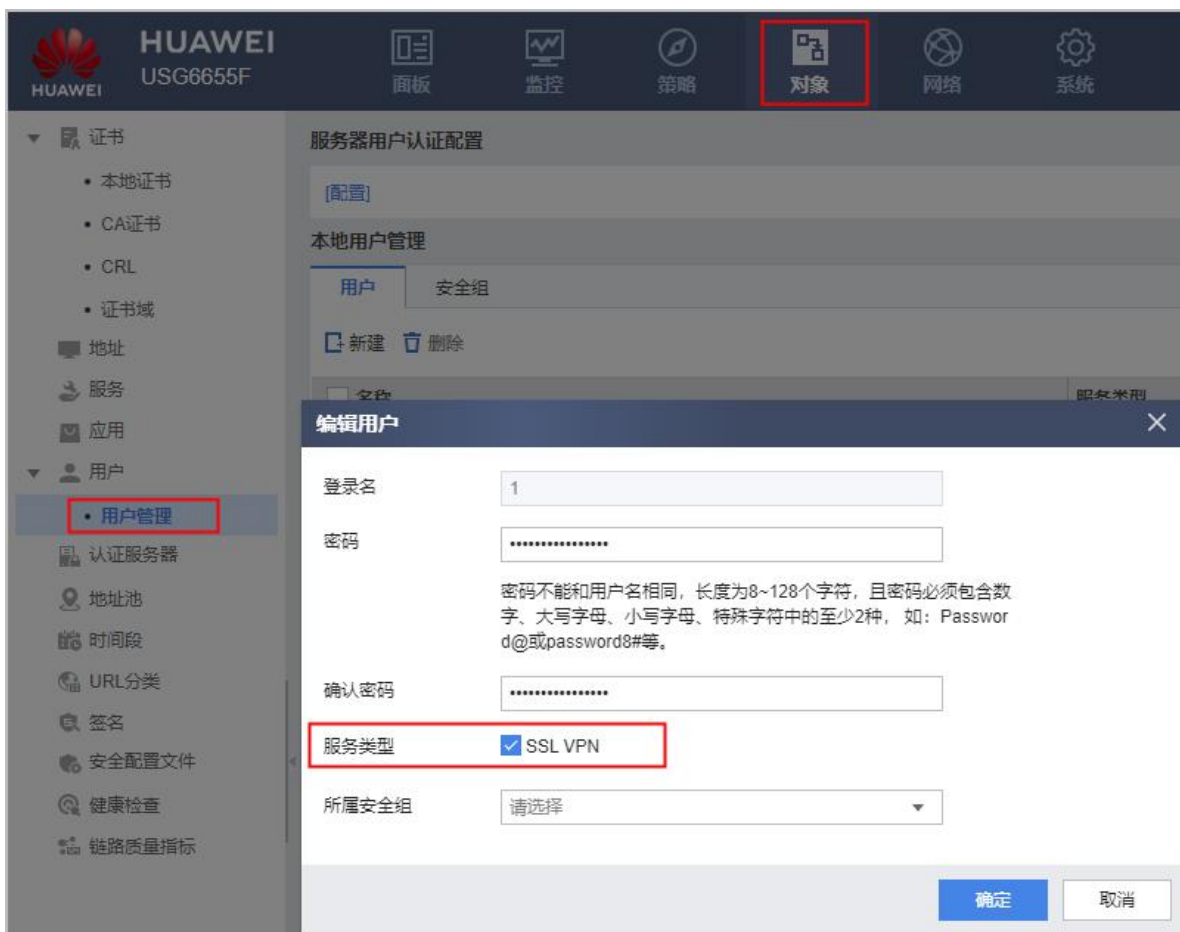 HUAWEI
HUAWEI
USG6655F
面板
监控
策略
对象
网络
系统
证书
• 本地证书
• CA证书
• CRL
• 证书域
地址
服务
应用
用户
• 用户管理
认证服务器
地址池
时间段
URL分类
签名
安全配置文件
健康检查
链路质量指标
服务器用户认证配置
[配置]
本地用户管理
用户 安全组
新建 删除
名称 服务类型
编辑用户
登录名 1
密码 ••••••••••••••••
密码不能和用户名相同，长度为8~128个字符，且密码必须包含数
字、大写字母、小写字母、特殊字符中的至少2种， 如：Passwor
d@或password8#等。
确认密码 ••••••••••••••••
服务类型 SSL VPN
所属安全组 请选择
确定 取消